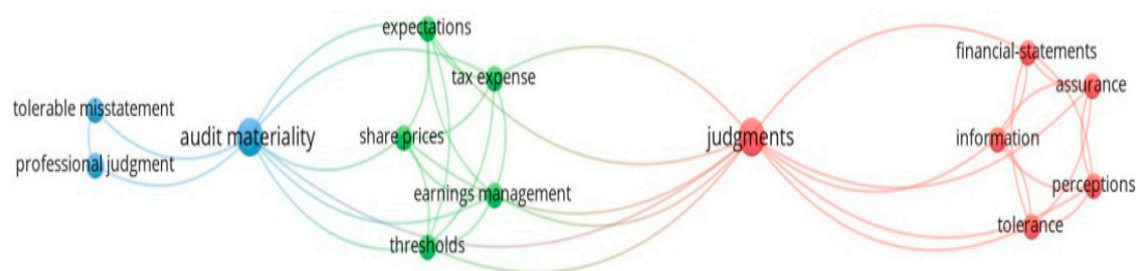 tolerable misstatement
professional judgment
audit materiality
expectations
tax expense
share prices
earnings management
thresholds
judgments
financial-statements
assurance
information
perceptions
tolerance